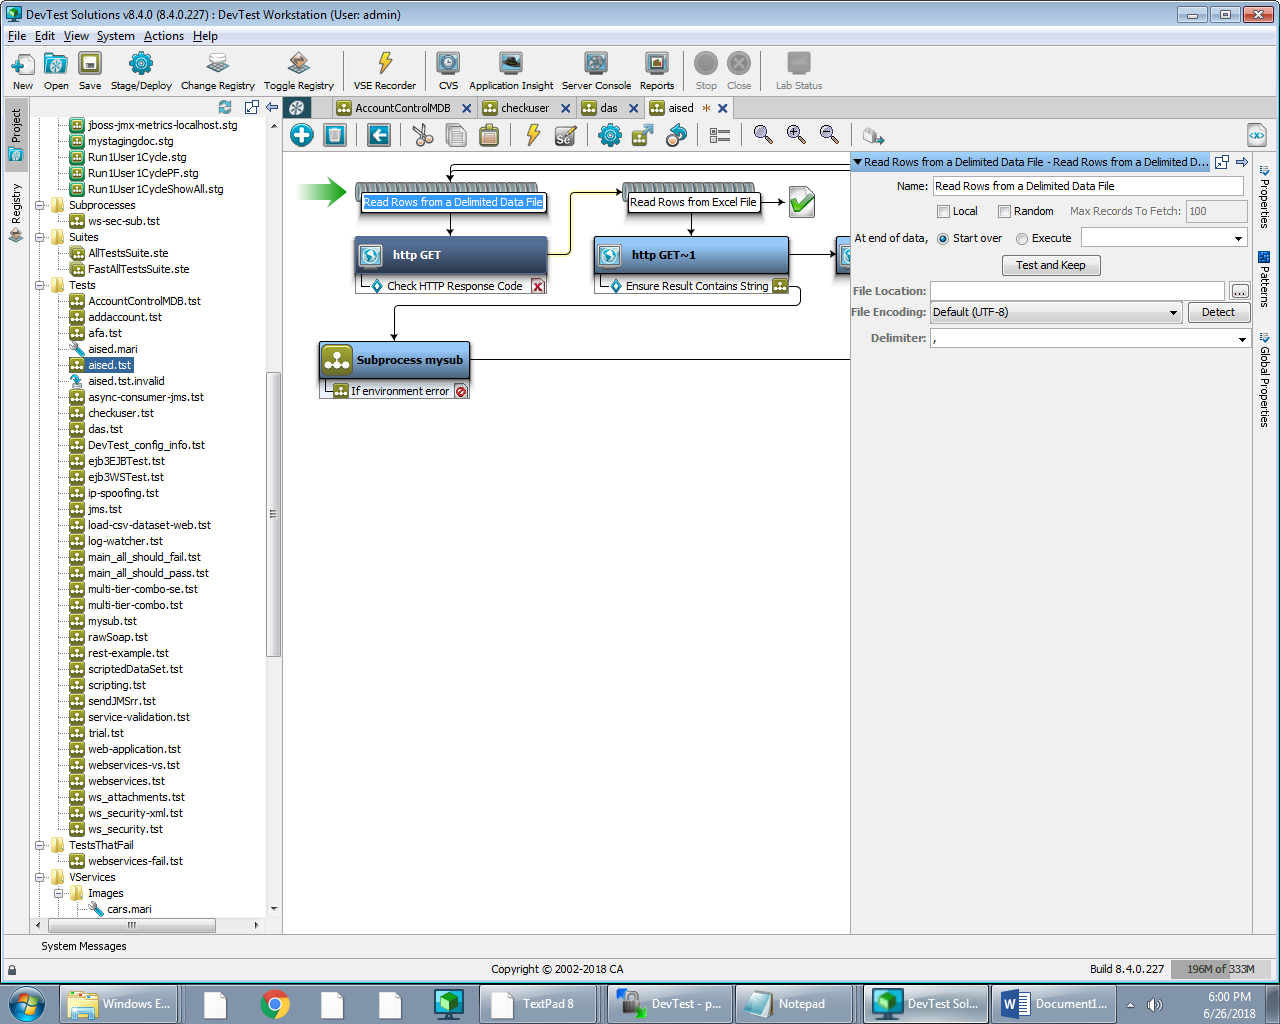 DevTest Solutions v8.4.0 (8.4.0.227) : DevTest Workstation (User: admin)
File Edit View System Actions Help
New Open Save Stage/Deploy Change Registry Toggle Registry VSE Recorder CVS Application Insight Server Console Reports Stop Close Lab Status
Project
Registry
AccountControlMDB checkuser das aised
jboss-jmx-metrics-localhost.stg
mystagingdoc.stg
Run1User1Cycle.stg
Run1User1CyclePF.stg
Run1User1CycleShowAll.stg
Subprocesses
ws-sec-sub.tst
Suites
AllTestsSuite.ste
FastAllTestsSuite.ste
Tests
AccountControlMDB.tst
addaccount.tst
afa.tst
aised.mari
aised.tst
aised.tst.invalid
async-consumer-jms.tst
checkuser.tst
das.tst
DevTest_config_info.tst
ejb3EJBTest.tst
ejb3WSTest.tst
ip-spoofing.tst
jms.tst
load-csv-dataset-web.tst
log-watcher.tst
main_all_should_fail.tst
main_all_should_pass.tst
multi-tier-combo-se.tst
multi-tier-combo.tst
mysub.tst
rawSoap.tst
rest-example.tst
scriptedDataSet.tst
scripting.tst
sendJMSrr.tst
service-validation.tst
trial.tst
web-application.tst
webservices-vs.tst
webservices.tst
ws_attachments.tst
ws_security-xml.tst
ws_security.tst
TestsThatFail
webservices-fail.tst
VServices
Images
cars.mari
Se
Read Rows from a Delimited Data File
Read Rows from Excel File
http GET
http GET~1
Check HTTP Response Code
Ensure Result Contains String
Subprocess mysub
If environment error
Read Rows from a Delimited Data File - Read Rows from a Delimited D...
Name: Read Rows from a Delimited Data File
Local Random Max Records To Fetch: 100
At end of data, Start over Execute
Test and Keep
File Location: ...
File Encoding: Default (UTF-8) Detect
Delimiter: ,
Properties
Patterns
Global Properties
System Messages
Copyright © 2002-2018 CA
Build 8.4.0.227 196M of 333M
Windows E... TextPad 8 DevTest - p... Notepad DevTest Sol... Document1...
6:00 PM
6/26/2018